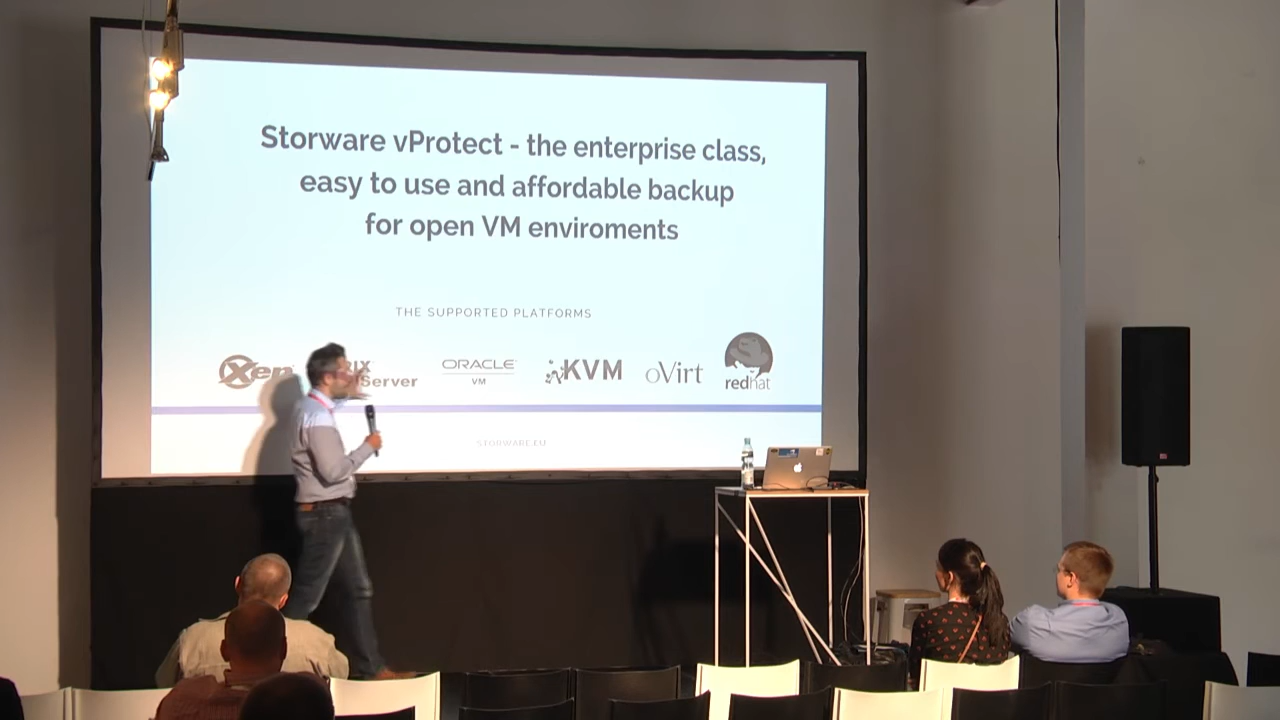 Storware vProtect - the enterprise class,
easy to use and affordable backup
for open VM enviroments
THE SUPPORTED PLATFORMS
Xen
Server
ORACLE
VM
KVM
oVirt
redhat
STORWARE.EU